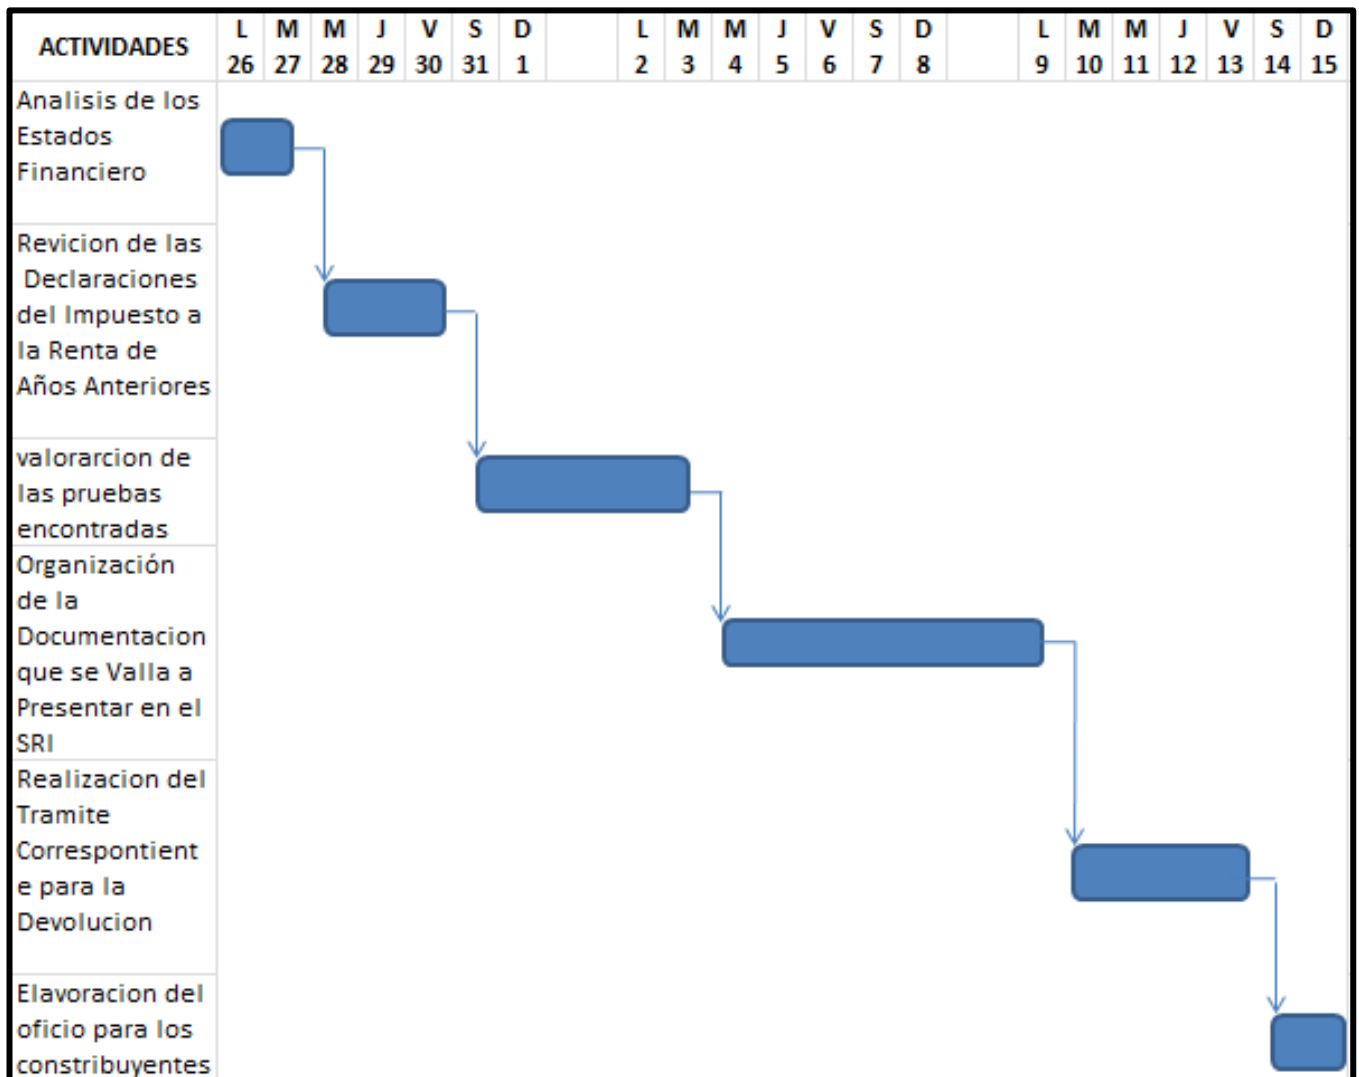 ACTIVIDADES
L M M J V S D L M M J V S D L M M J V S D
26 27 28 29 30 31 1 2 3 4 5 6 7 8 9 10 11 12 13 14 15
Analisis de los
Estados
Financiero
Revicion de las
Declaraciones
del Impuesto a
la Renta de
Años Anteriores
valorarcion de
las pruebas
encontradas
Organización
de la
Documentacion
que se Valla a
Presentar en el
SRI
Realizacion del
Tramite
Correspontient
e para la
Devolucion
Elavoracion del
oficio para los
constribuyentes